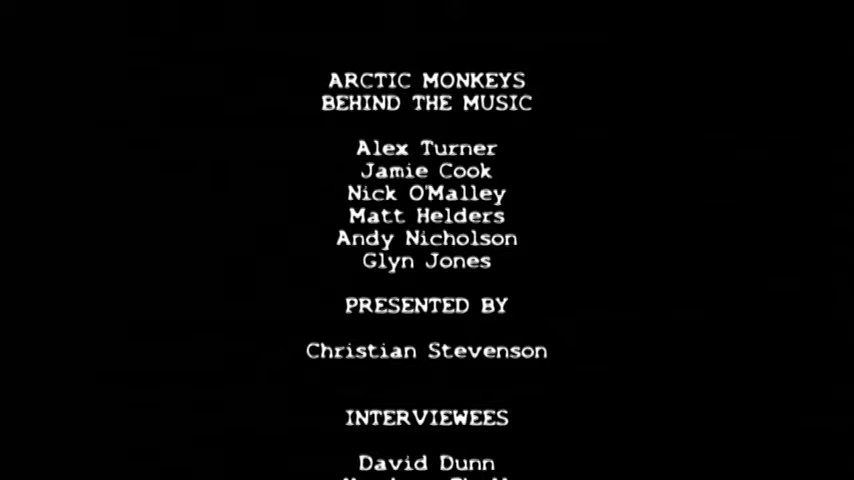 ARCTIC MONKEYS
BEHIND THE MUSIC
Alex Turner
Jamie Cook
Nick O'Malley
Matt Helders
Andy Nicholson
Glyn Jones
PRESENTED BY
Christian Stevenson
INTERVIEWEES
David Dunn